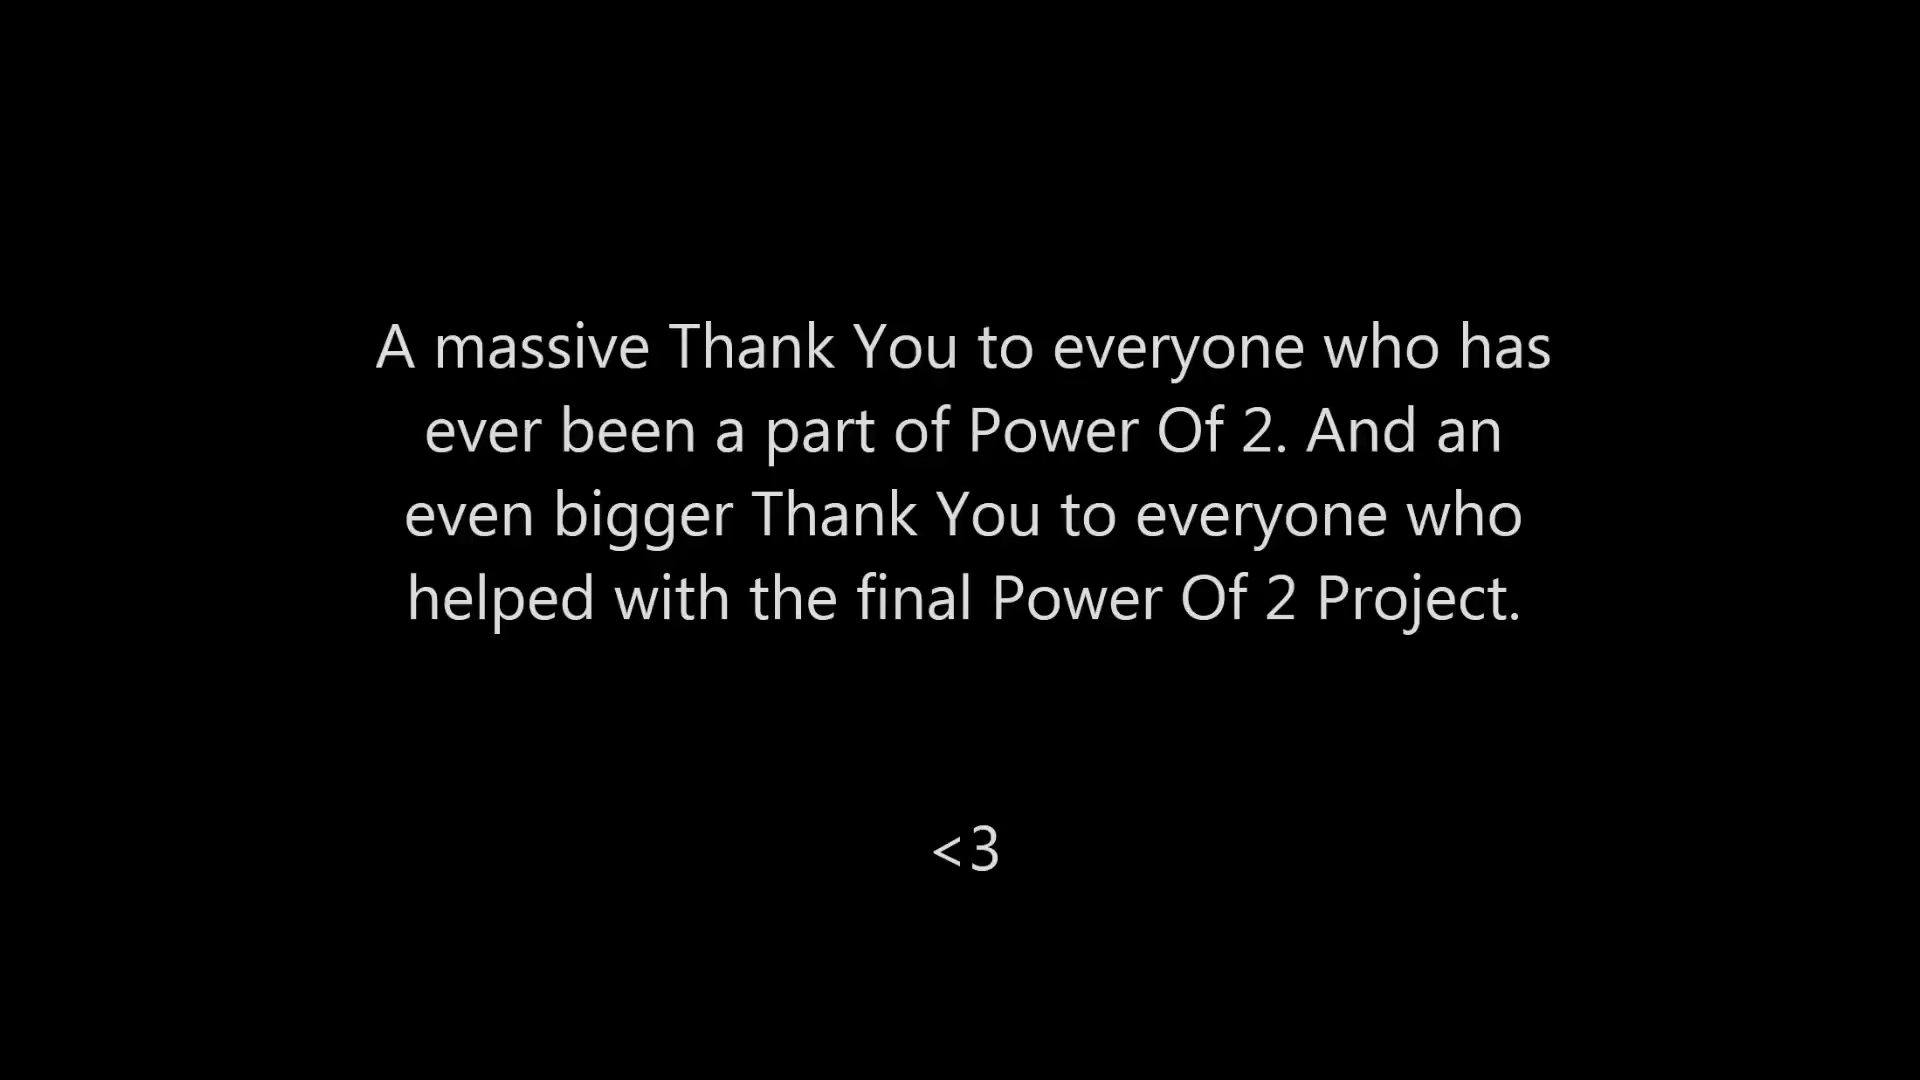 A massive Thank You to everyone who has
ever been a part of Power Of 2. And an
even bigger Thank You to everyone who
helped with the final Power Of 2 Project.
<3